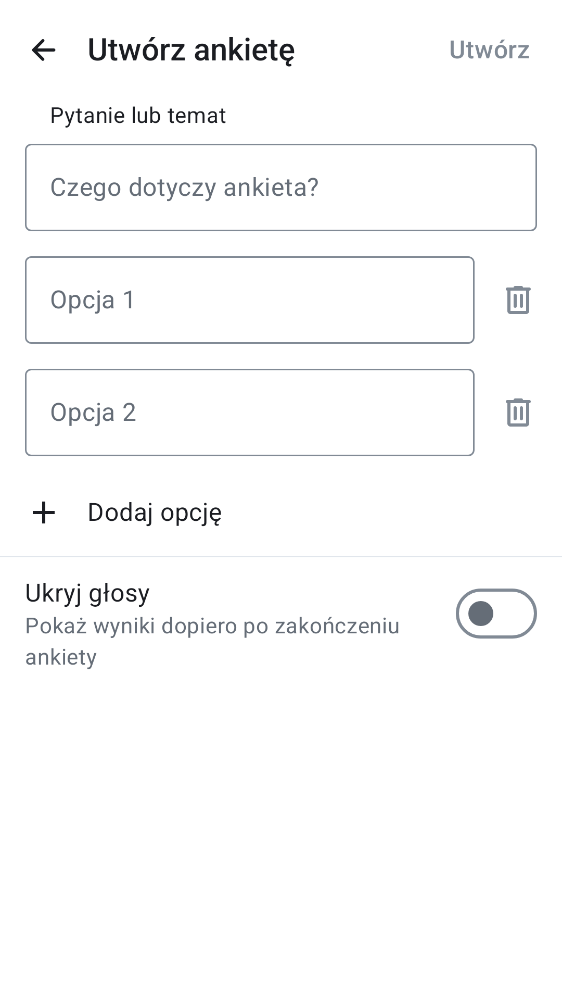 Utwórz ankietę
Utwórz
Pytanie lub temat
Czego dotyczy ankieta?
Opcja 1
Opcja 2
Dodaj opcję
Ukryj głosy
Pokaż wyniki dopiero po zakończeniu
ankiety